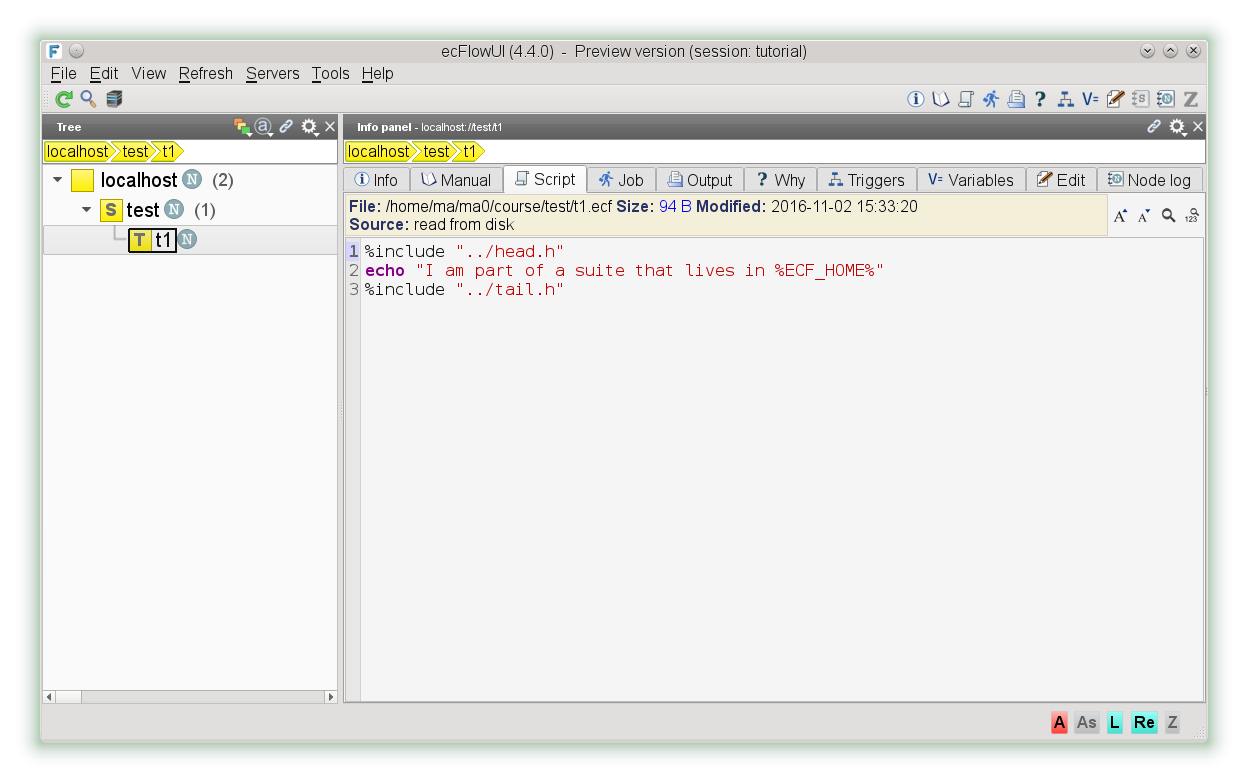 ecFlowUI (4.4.0) - Preview version (session: tutorial)
File Edit View Refresh Servers Tools Help
Tree
localhost test t1
localhost N (2)
S test N (1)
T t1 N
Info panel - localhost://test/t1
localhost test t1
Info Manual Script Job Output ? Why Triggers V= Variables Edit Node log
File: /home/ma/ma0/course/test/t1.ecf Size: 94 B Modified: 2016-11-02 15:33:20
Source: read from disk
1 %include "../head.h"
2 echo "I am part of a suite that lives in %ECF_HOME%"
3 %include "../tail.h"
A As L Re Z